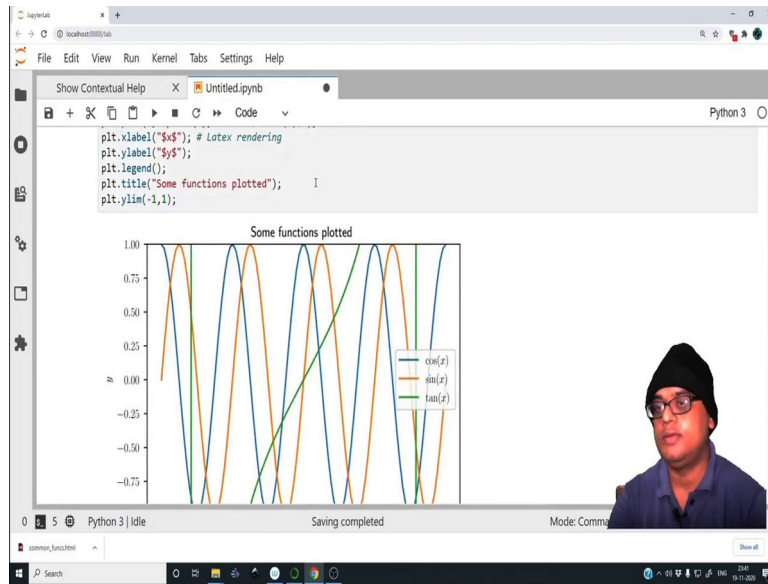 JupyterLab
localhost:8888/lab
File Edit View Run Kernel Tabs Settings Help
Show Contextual Help X Untitled.ipynb
Code Python 3
plt.xlabel("$x$"); # Latex rendering
plt.ylabel("$y$");
plt.legend();
plt.title("Some functions plotted");
plt.ylim(-1,1);
Some functions plotted
1.00
0.75
0.50
0.25
cos(x)
y 0.00 sin(x)
tan(x)
−0.25
−0.50
−0.75
0 $_ 5 Python 3 | Idle Saving completed Mode: Comma
common_funcs.html Show all
Search ENG 23:41
19-11-2020